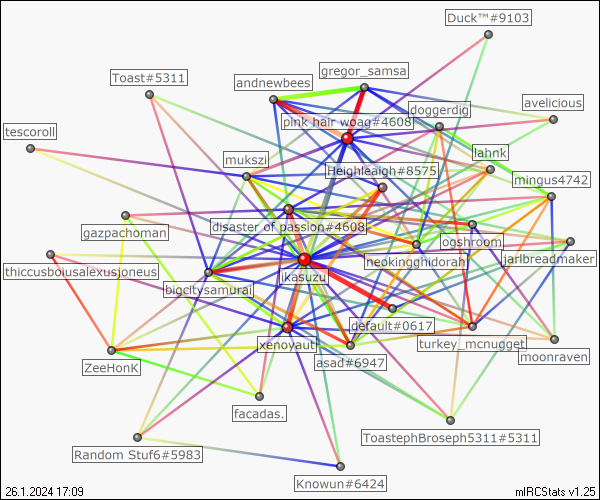 Duck™#9103
gregor_samsa
Toast#5311
andnewbees
avelicious
doggerdig
pink hair woag#4608
tescoroll
lahnk
mukszi
Heighleaigh#8575
mingus4742
disaster of passion#4608
gazpachoman
ooshroom
jarlbreadmaker
neokingghidorah
thiccusboiusalexusjoneus
ikasuzu
bigcitysamurai
default#0617
xenoyaut
turkey_mcnugget
moonraven
asad#6947
ZeeHonK
facadas.
ToastephBroseph5311#5311
Random Stuf6#5983
Knowun#6424
26.1.2024 17:09
mIRCStats v1.25